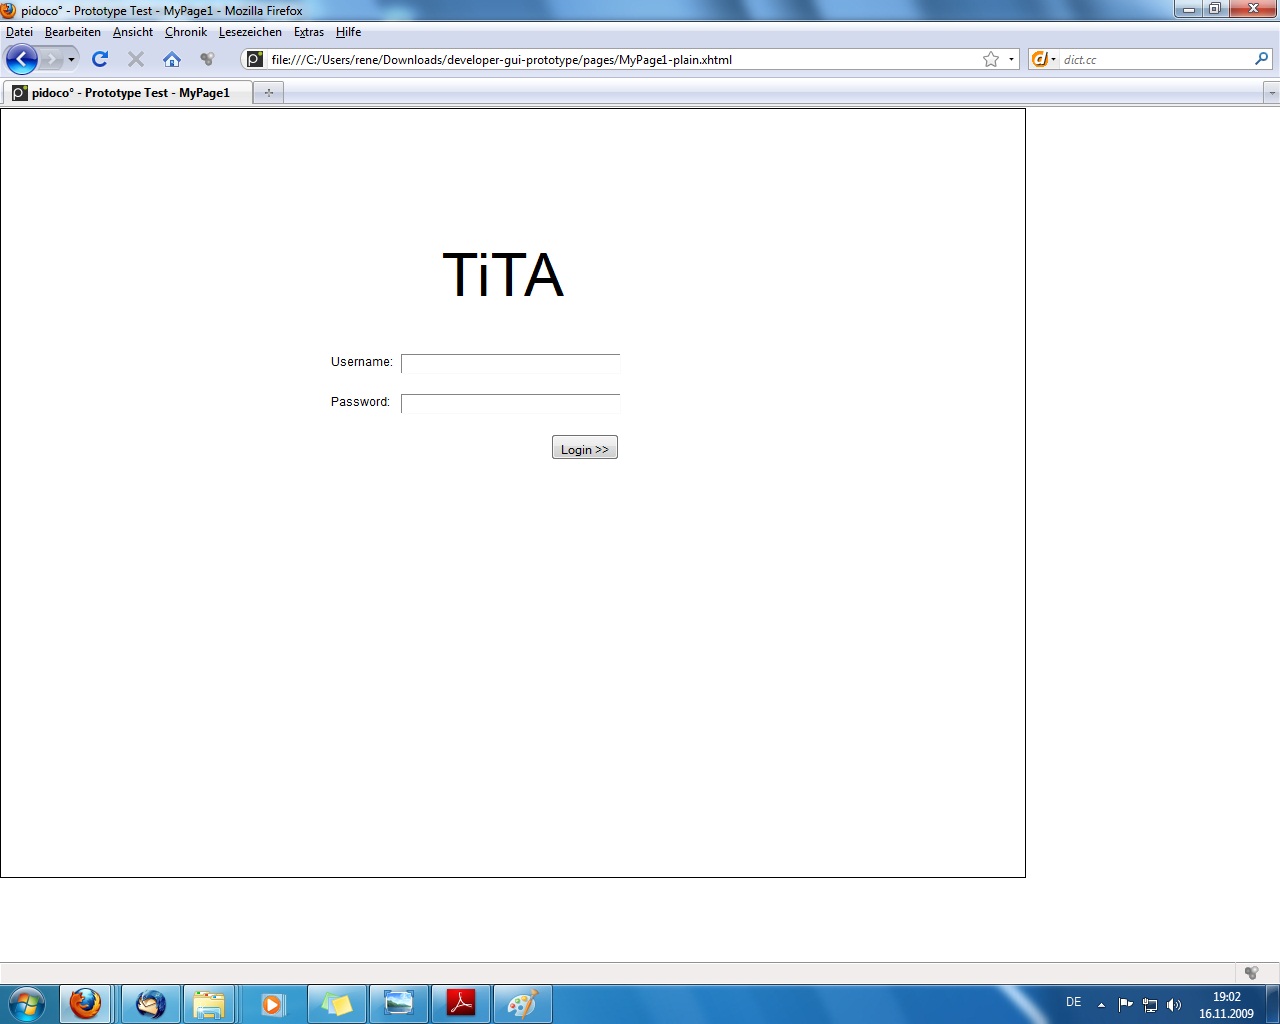 pidoco° - Prototype Test - MyPage1 - Mozilla Firefox
Datei Bearbeiten Ansicht Chronik Lesezeichen Extras Hilfe
file:///C:/Users/rene/Downloads/developer-gui-prototype/pages/MyPage1-plain.xhtml
dict.cc
pidoco° - Prototype Test - MyPage1
TiTA
Username:
Password:
Login >>
DE
19:02
16.11.2009